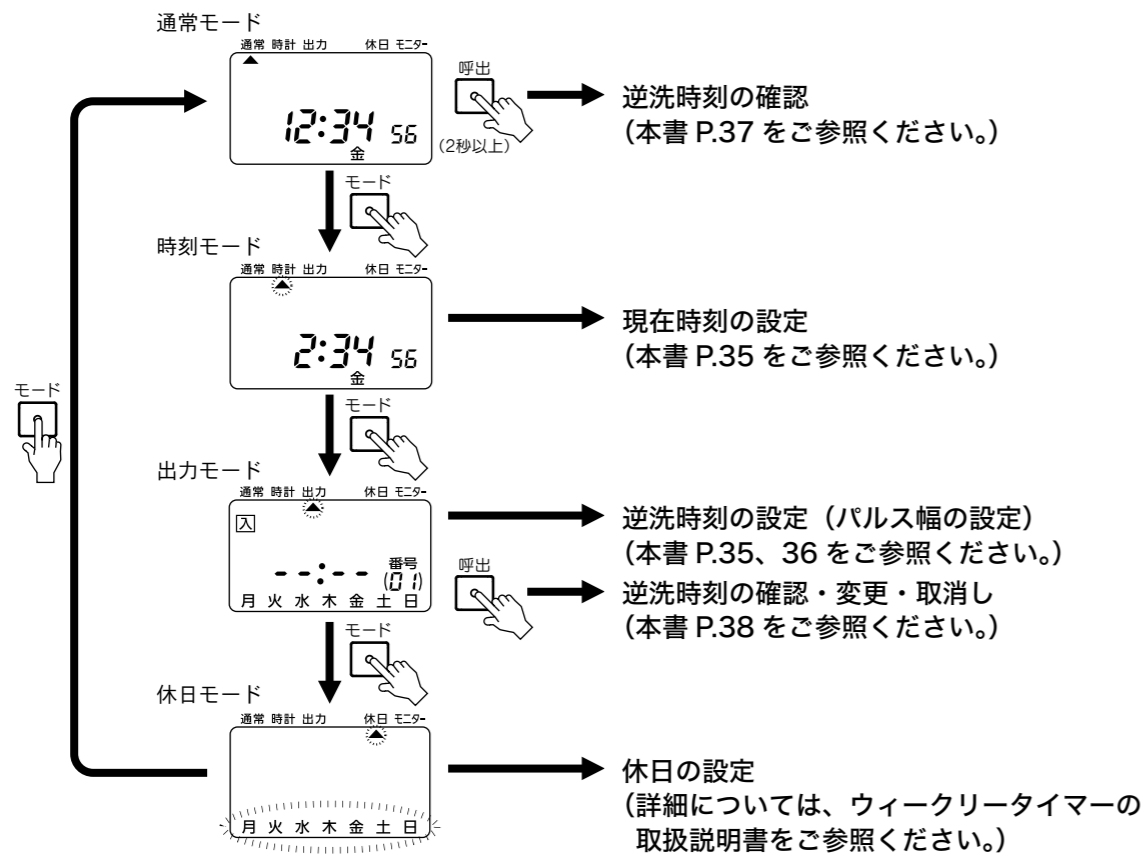 通常モード
通常 時計 出力 休日 モニター
12:34 56
金
呼出
(2秒以上)
逆洗時刻の確認
(本書 P.37 をご参照ください。)
モード
時刻モード
通常 時計 出力 休日 モニター
2:34 56
金
現在時刻の設定
(本書 P.35 をご参照ください。)
モード
モード
出力モード
通常 時計 出力 休日 モニター
入
--:-- 番号
(01)
月 火 水 木 金 土 日
逆洗時刻の設定(パルス幅の設定)
(本書 P.35、36 をご参照ください。)
呼出
逆洗時刻の確認・変更・取消し
(本書 P.38 をご参照ください。)
モード
休日モード
通常 時計 出力 休日 モニター
月 火 水 木 金 土 日
休日の設定
(詳細については、ウィークリータイマーの
取扱説明書をご参照ください。)